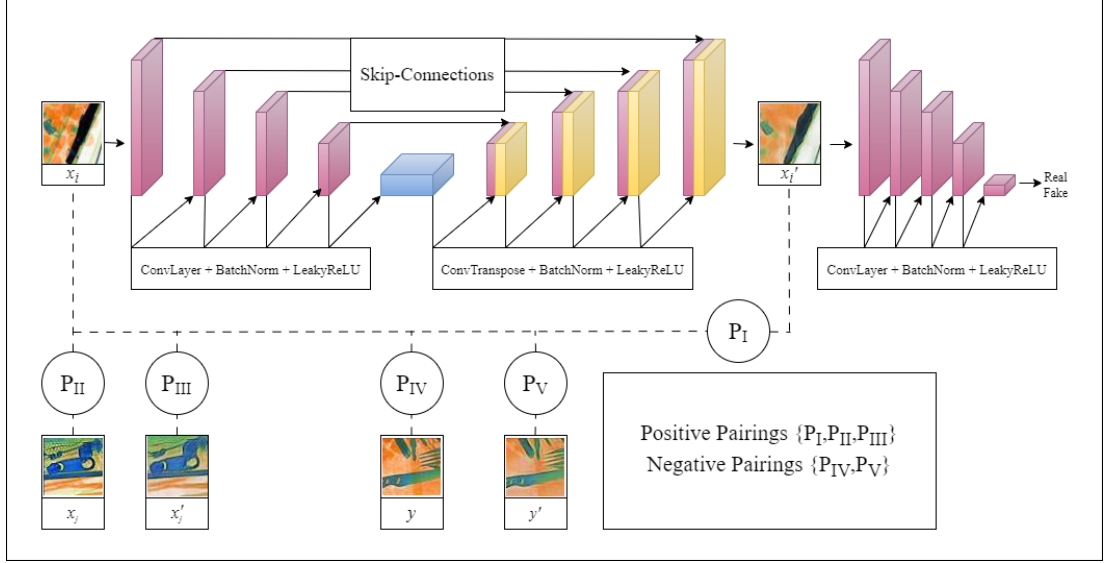 Skip-Connections
x_i
x_i'
Real
Fake
ConvLayer + BatchNorm + LeakyReLU
ConvTranspose + BatchNorm + LeakyReLU
ConvLayer + BatchNorm + LeakyReLU
P_I
P_II
P_III
P_IV
P_V
Positive Pairings {P_I,P_II,P_III}
Negative Pairings {P_IV,P_V}
x_j
x_j'
y
y'